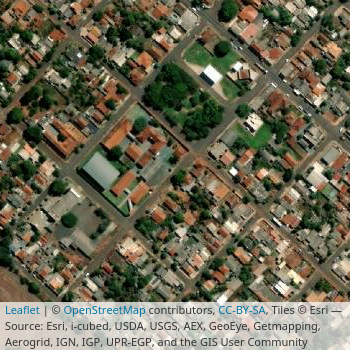 Leaflet | © OpenStreetMap contributors, CC-BY-SA, Tiles © Esri —
Source: Esri, i-cubed, USDA, USGS, AEX, GeoEye, Getmapping,
Aerogrid, IGN, IGP, UPR-EGP, and the GIS User Community